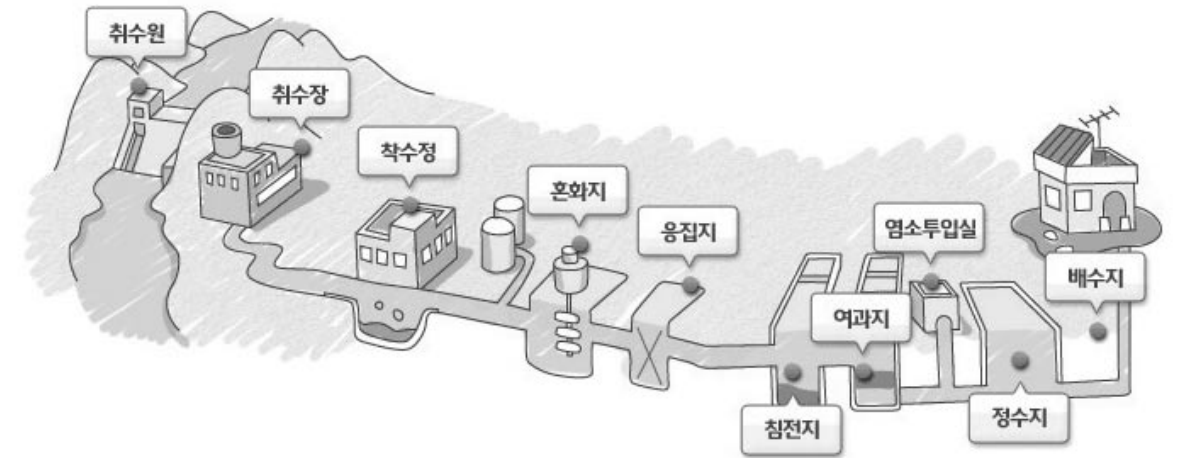 취수원
취수장
착수정
혼화지
응집지
염소투입실
배수지
여과지
침전지
정수지